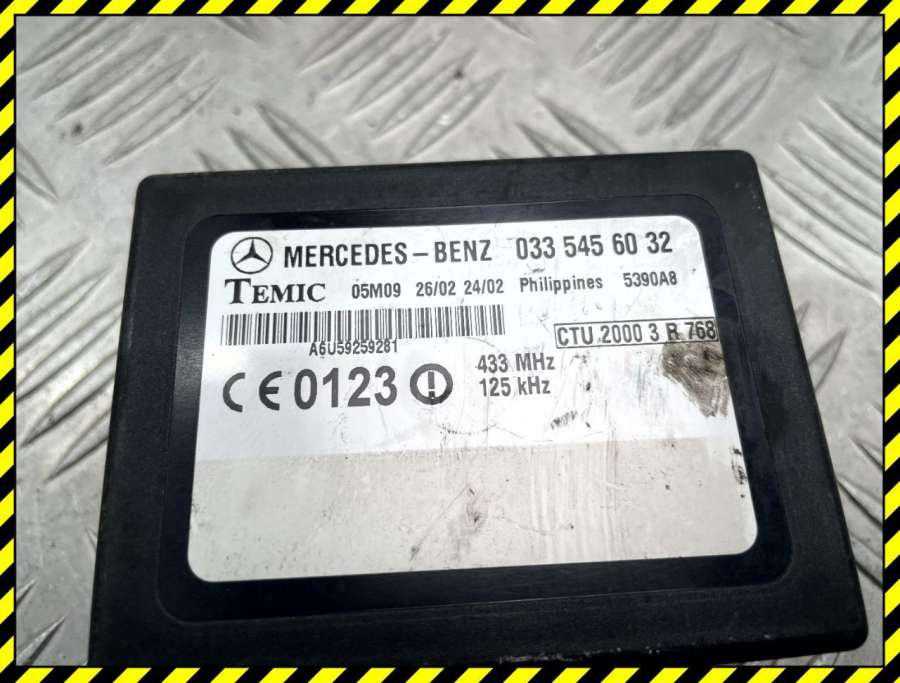 MERCEDES-BENZ 033 545 60 32
TEMIC 05M09 26/02 24/02 Philippines 5390A8
A6U59259281
CTU 2000 3 R 768
CE 0123
433 MHz
125 kHz